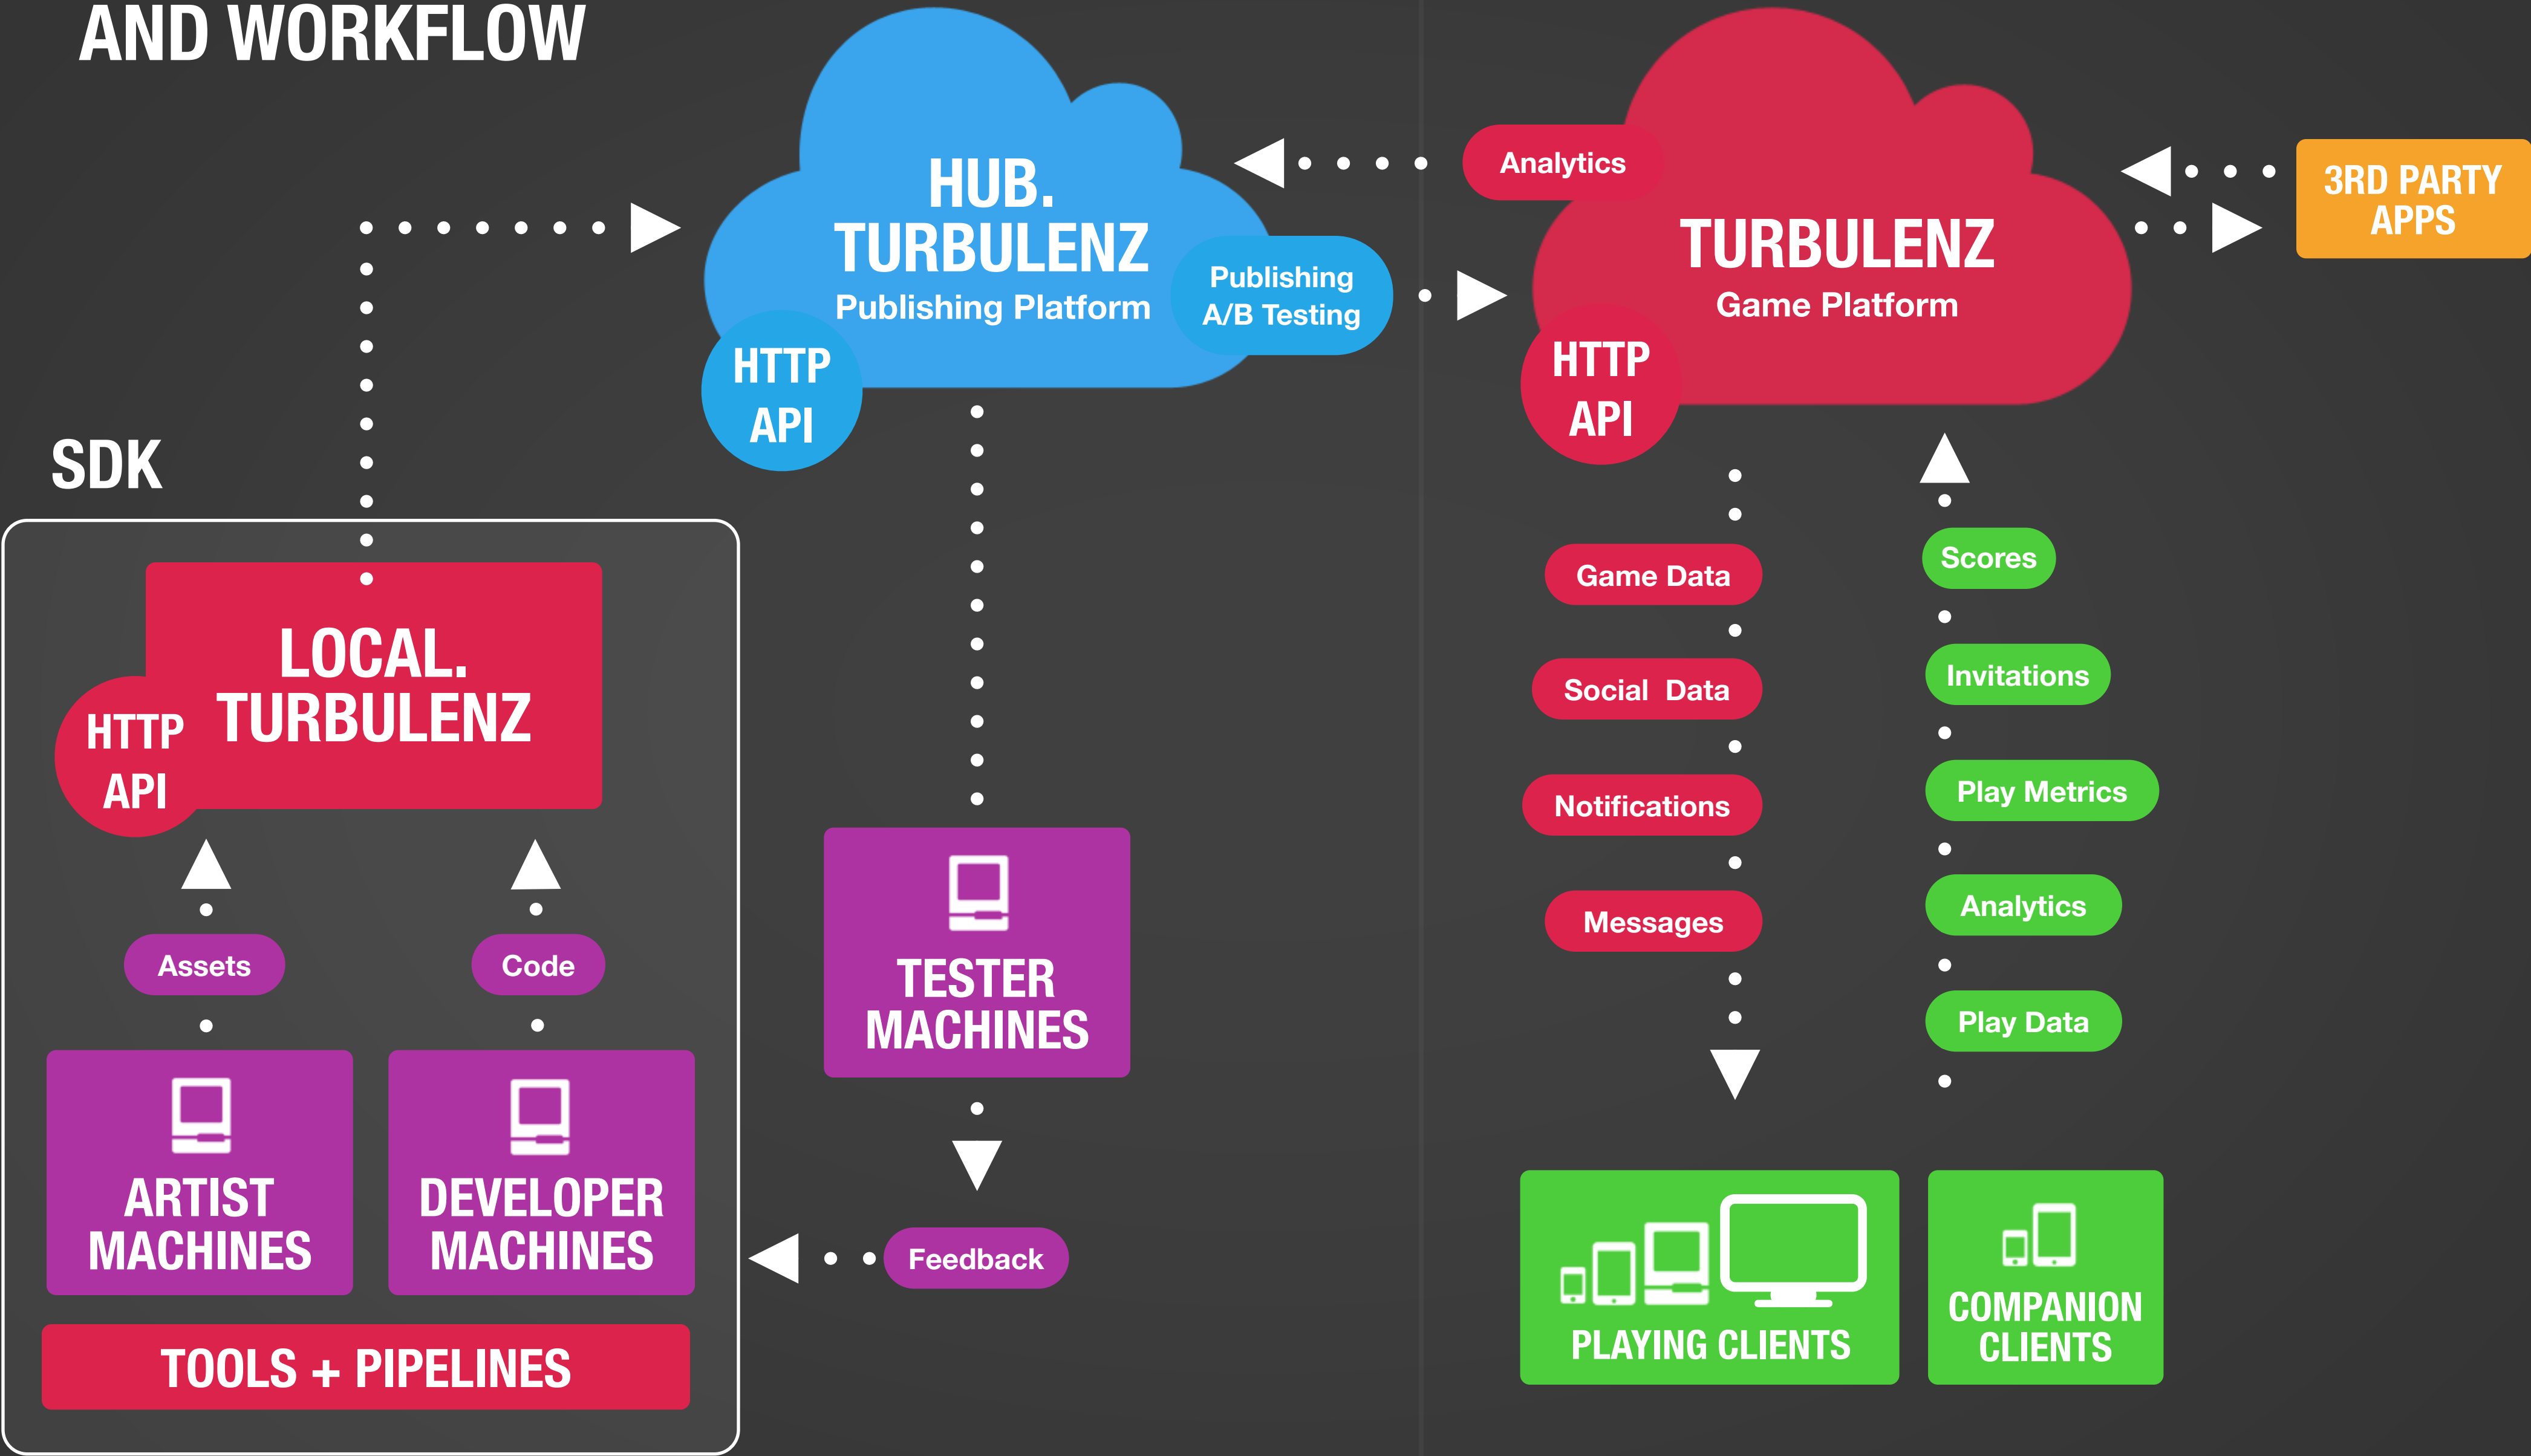 AND WORKFLOW
HUB.
TURBULENZ
Publishing Platform
HTTP
API
Publishing
A/B Testing
Analytics
TURBULENZ
Game Platform
HTTP
API
3RD PARTY
APPS
SDK
LOCAL.
TURBULENZ
HTTP
API
Assets
Code
ARTIST
MACHINES
DEVELOPER
MACHINES
TOOLS + PIPELINES
TESTER
MACHINES
Feedback
Game Data
Social Data
Notifications
Messages
Scores
Invitations
Play Metrics
Analytics
Play Data
PLAYING CLIENTS
COMPANION
CLIENTS